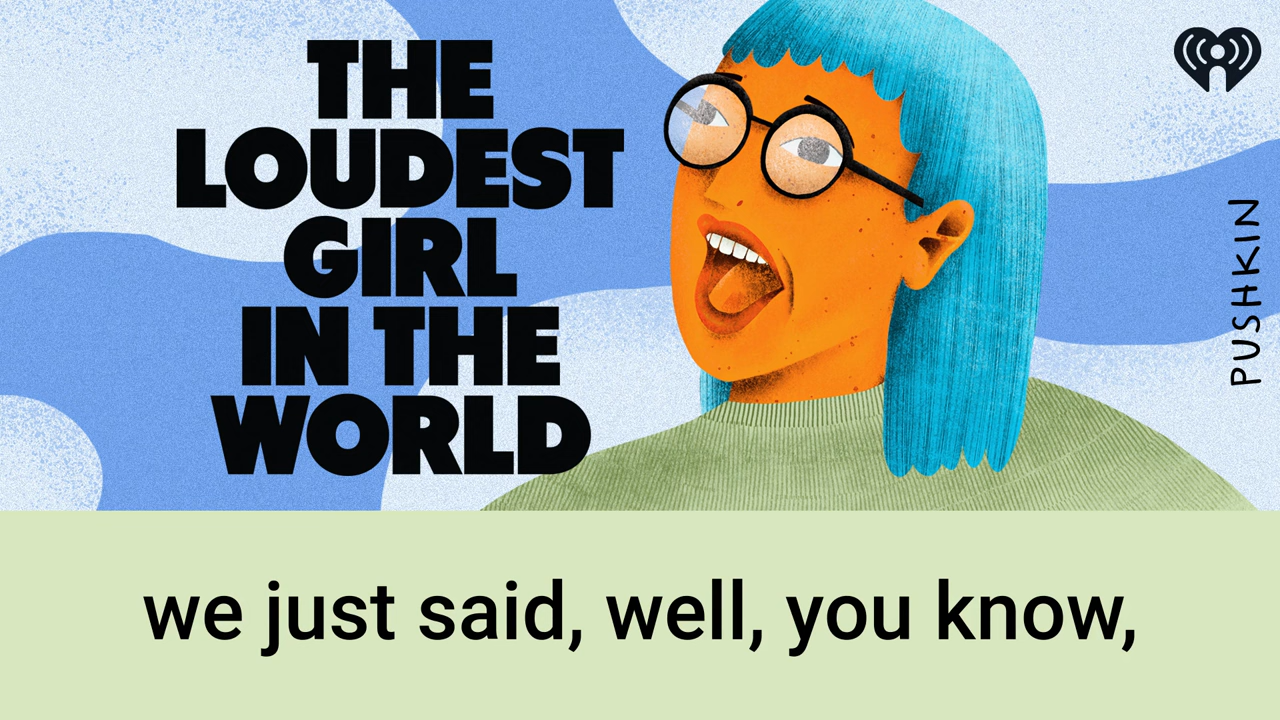 THE
LOUDEST
GIRL
IN THE
WORLD
PUSHKIN
we just said, well, you know,